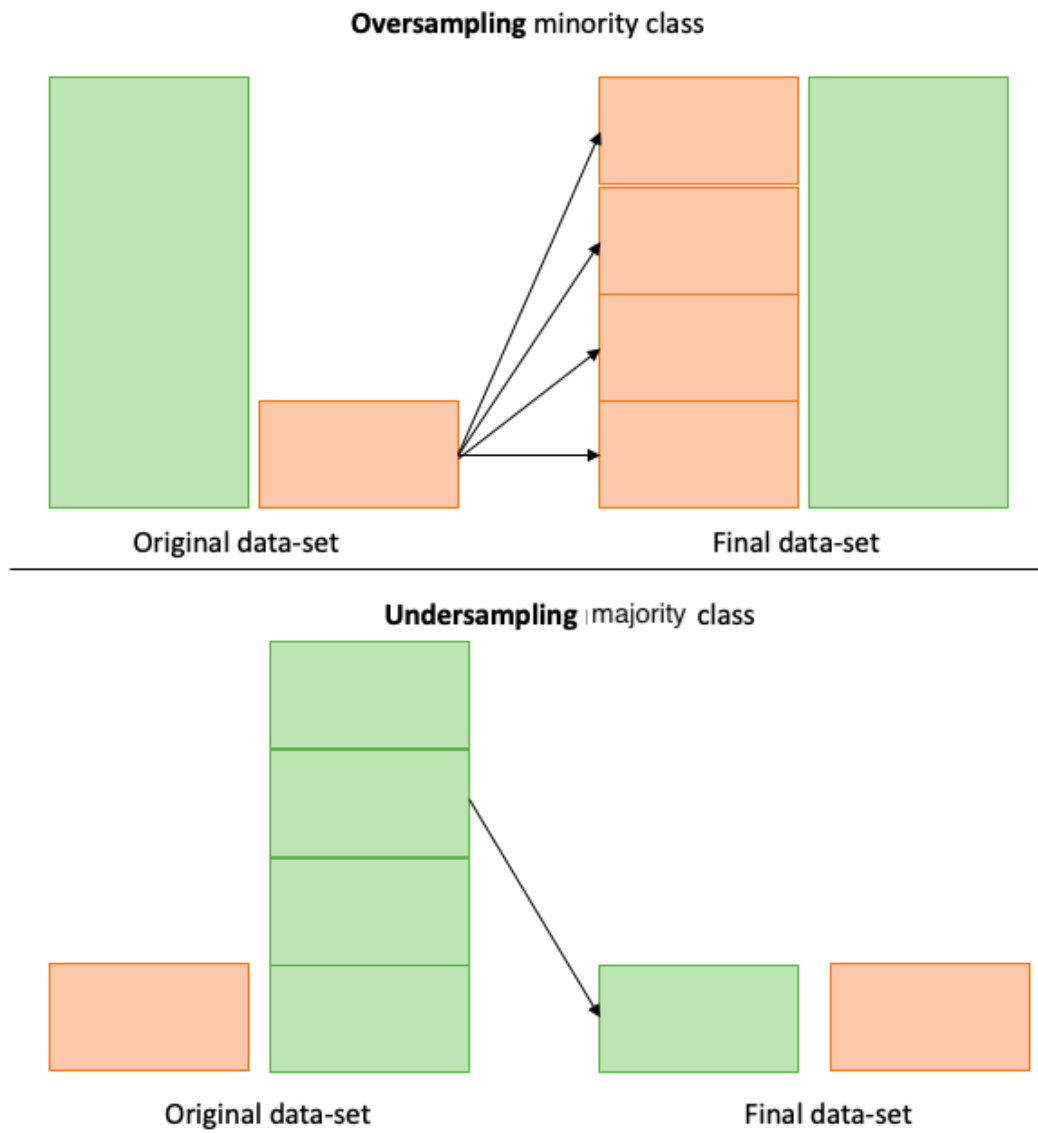 Oversampling minority class
Original data-set
Final data-set
Undersampling majority class
Original data-set
Final data-set